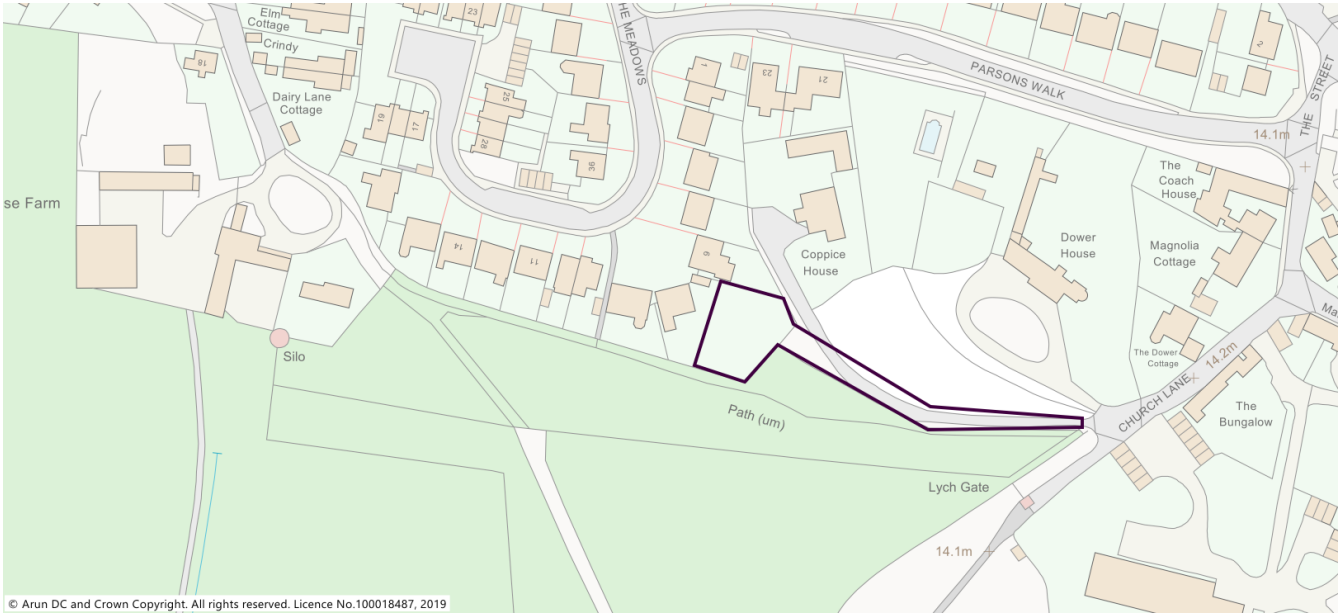 Elm
Cottage
Crindy
18
Dairy Lane
Cottage
23
16
17
25
28
36
THE MEADOWS
1
23
21
PARSONS WALK
2
THE STREET
14.1m
The
Coach
House
se Farm
14
11
6
Coppice
House
Dower
House
Magnolia
Cottage
The Dower
Cottage
14.2m
CHURCH LANE
The
Bungalow
Silo
Path (um)
Lych Gate
14.1m
© Arun DC and Crown Copyright. All rights reserved. Licence No.100018487, 2019